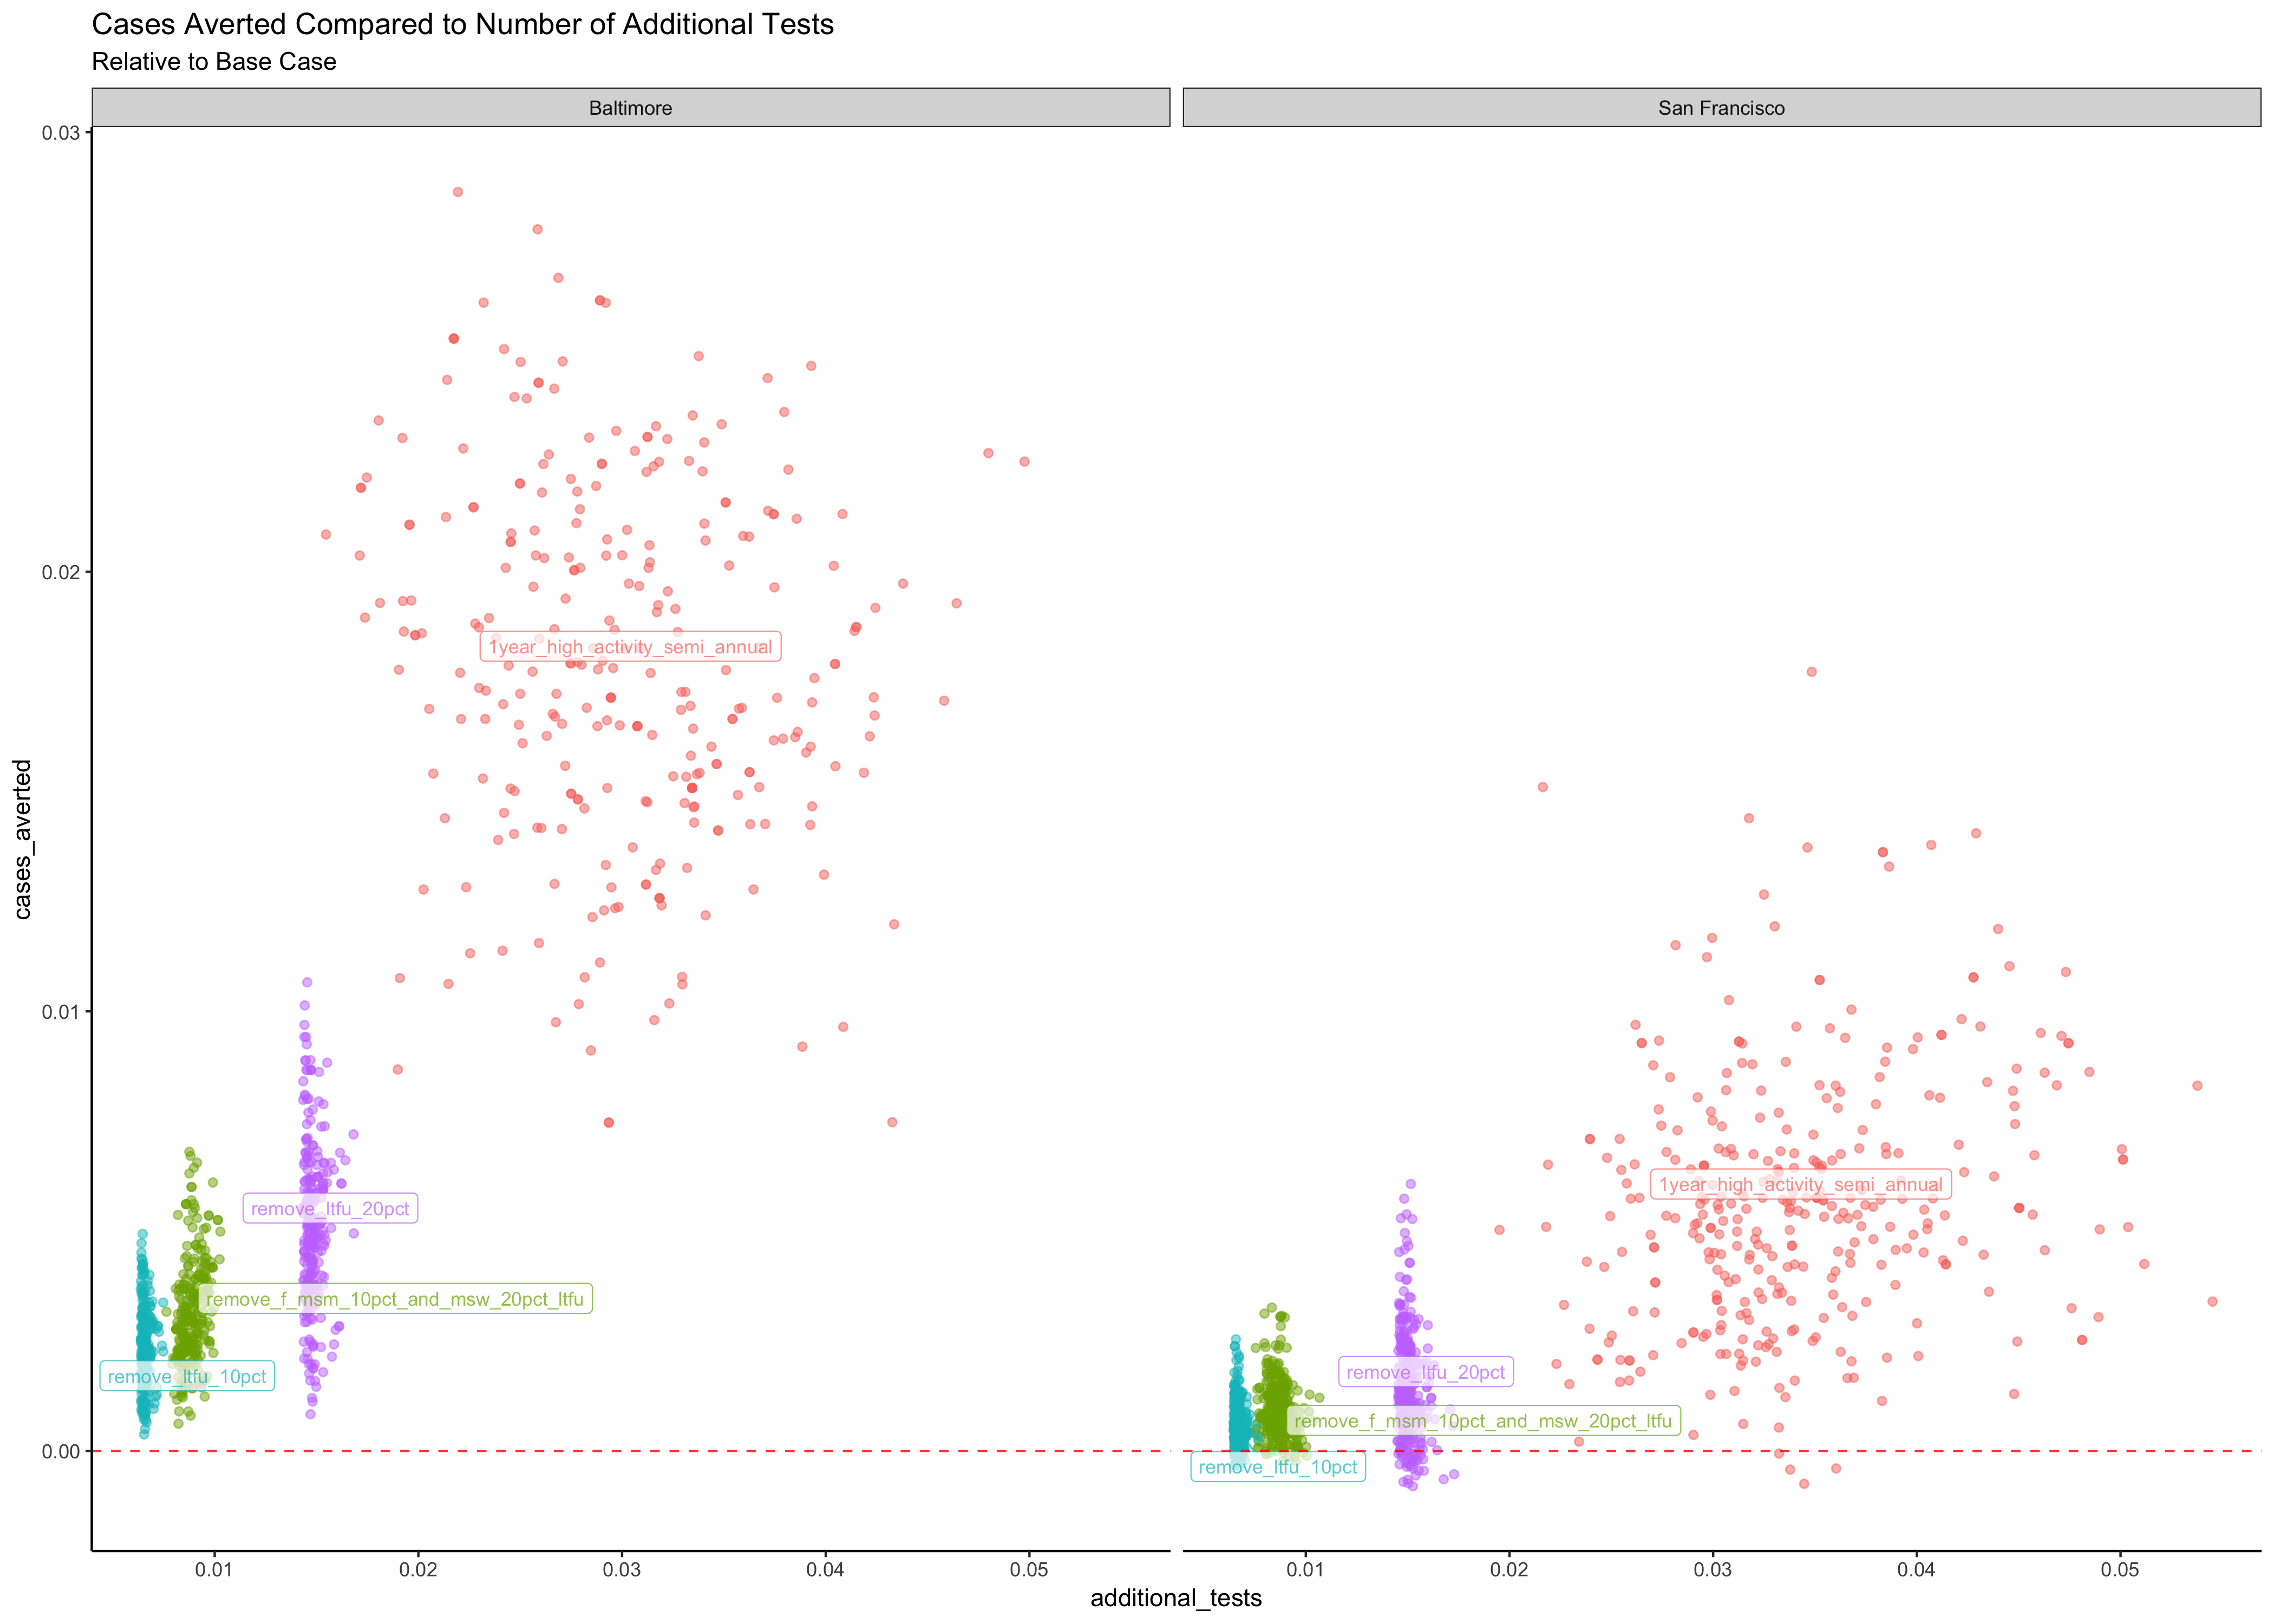 Cases Averted Compared to Number of Additional Tests
Relative to Base Case
Baltimore
San Francisco
0.03
0.02
0.01
0.00
cases_averted
1year_high_activity_semi_annual
remove_ltfu_20pct
remove_f_msm_10pct_and_msw_20pct_ltfu
remove_ltfu_10pct
1year_high_activity_semi_annual
remove_ltfu_20pct
remove_f_msm_10pct_and_msw_20pct_ltfu
remove_ltfu_10pct
0.01 0.02 0.03 0.04 0.05
0.01 0.02 0.03 0.04 0.05
additional_tests